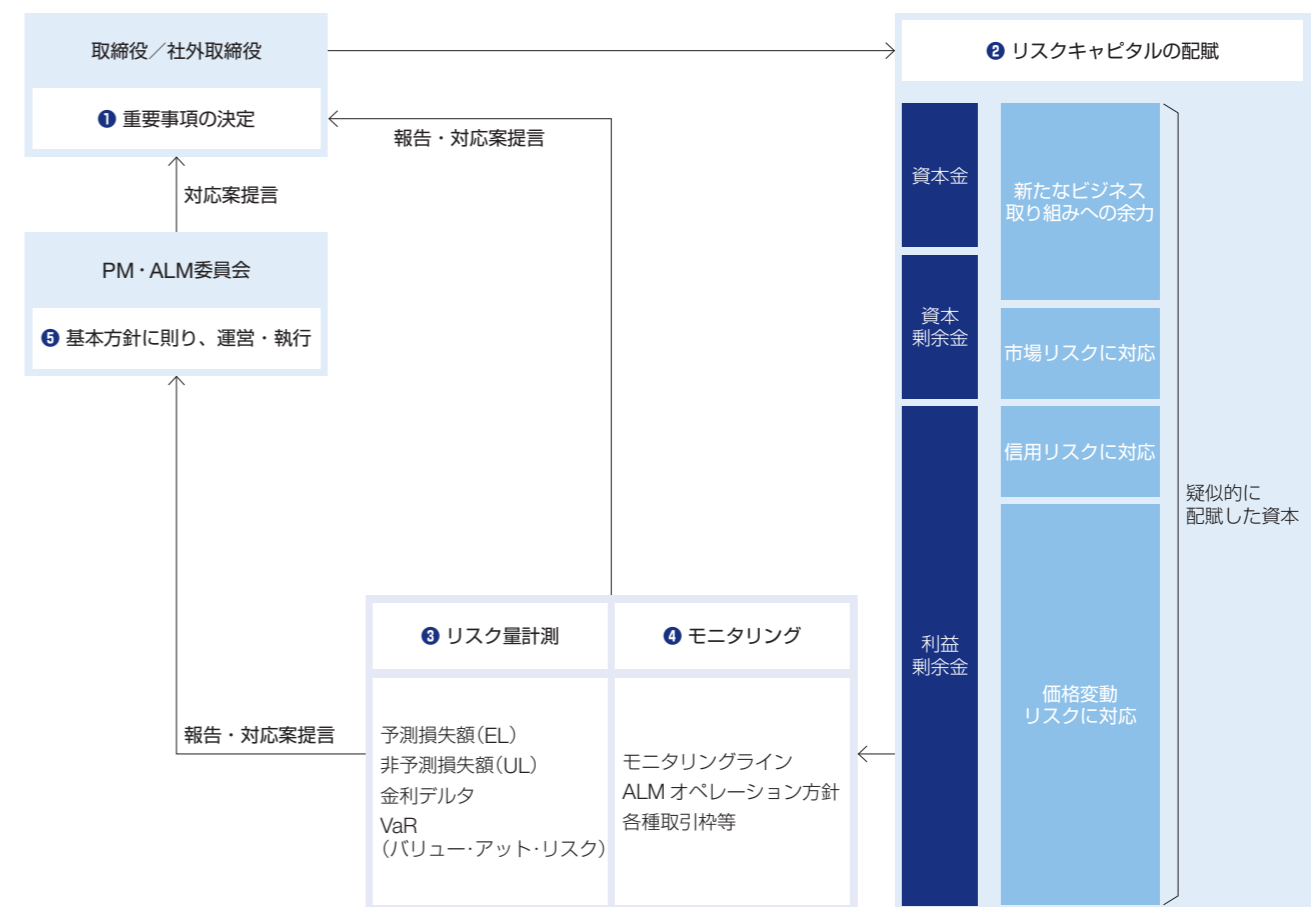 取締役／社外取締役
❶ 重要事項の決定
報告・対応案提言
対応案提言
PM・ALM委員会
❺ 基本方針に則り、運営・執行
報告・対応案提言
❷ リスクキャピタルの配賦
資本金
資本
剰余金
利益
剰余金
新たなビジネス
取り組みへの余力
市場リスクに対応
信用リスクに対応
価格変動
リスクに対応
疑似的に
配賦した資本
❸ リスク量計測
予測損失額（EL）
非予測損失額（UL）
金利デルタ
VaR
（バリュー・アット・リスク）
❹ モニタリング
モニタリングライン
ALM オペレーション方針
各種取引枠等